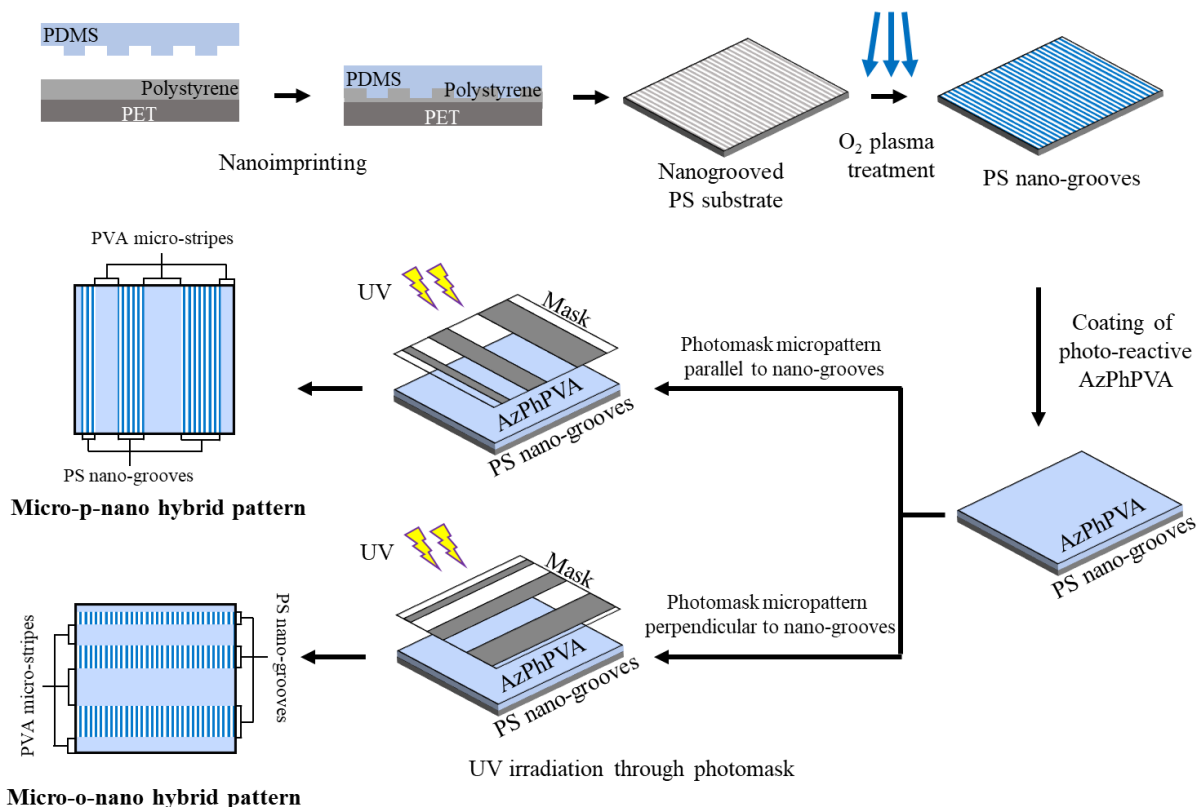 PDMS
Polystyrene
PET
PDMS
Polystyrene
PET
Nanoimprinting
Nanogrooved
PS substrate
O₂ plasma
treatment
PS nano-grooves
PVA micro-stripes
PS nano-grooves
Micro-p-nano hybrid pattern
UV
Mask
AzPhPVA
PS nano-grooves
Photomask micropattern
parallel to nano-grooves
Coating of
photo-reactive
AzPhPVA
AzPhPVA
PS nano-grooves
PVA micro-stripes
PS nano-grooves
Micro-o-nano hybrid pattern
UV
Mask
AzPhPVA
PS nano-grooves
Photomask micropattern
perpendicular to nano-grooves
UV irradiation through photomask